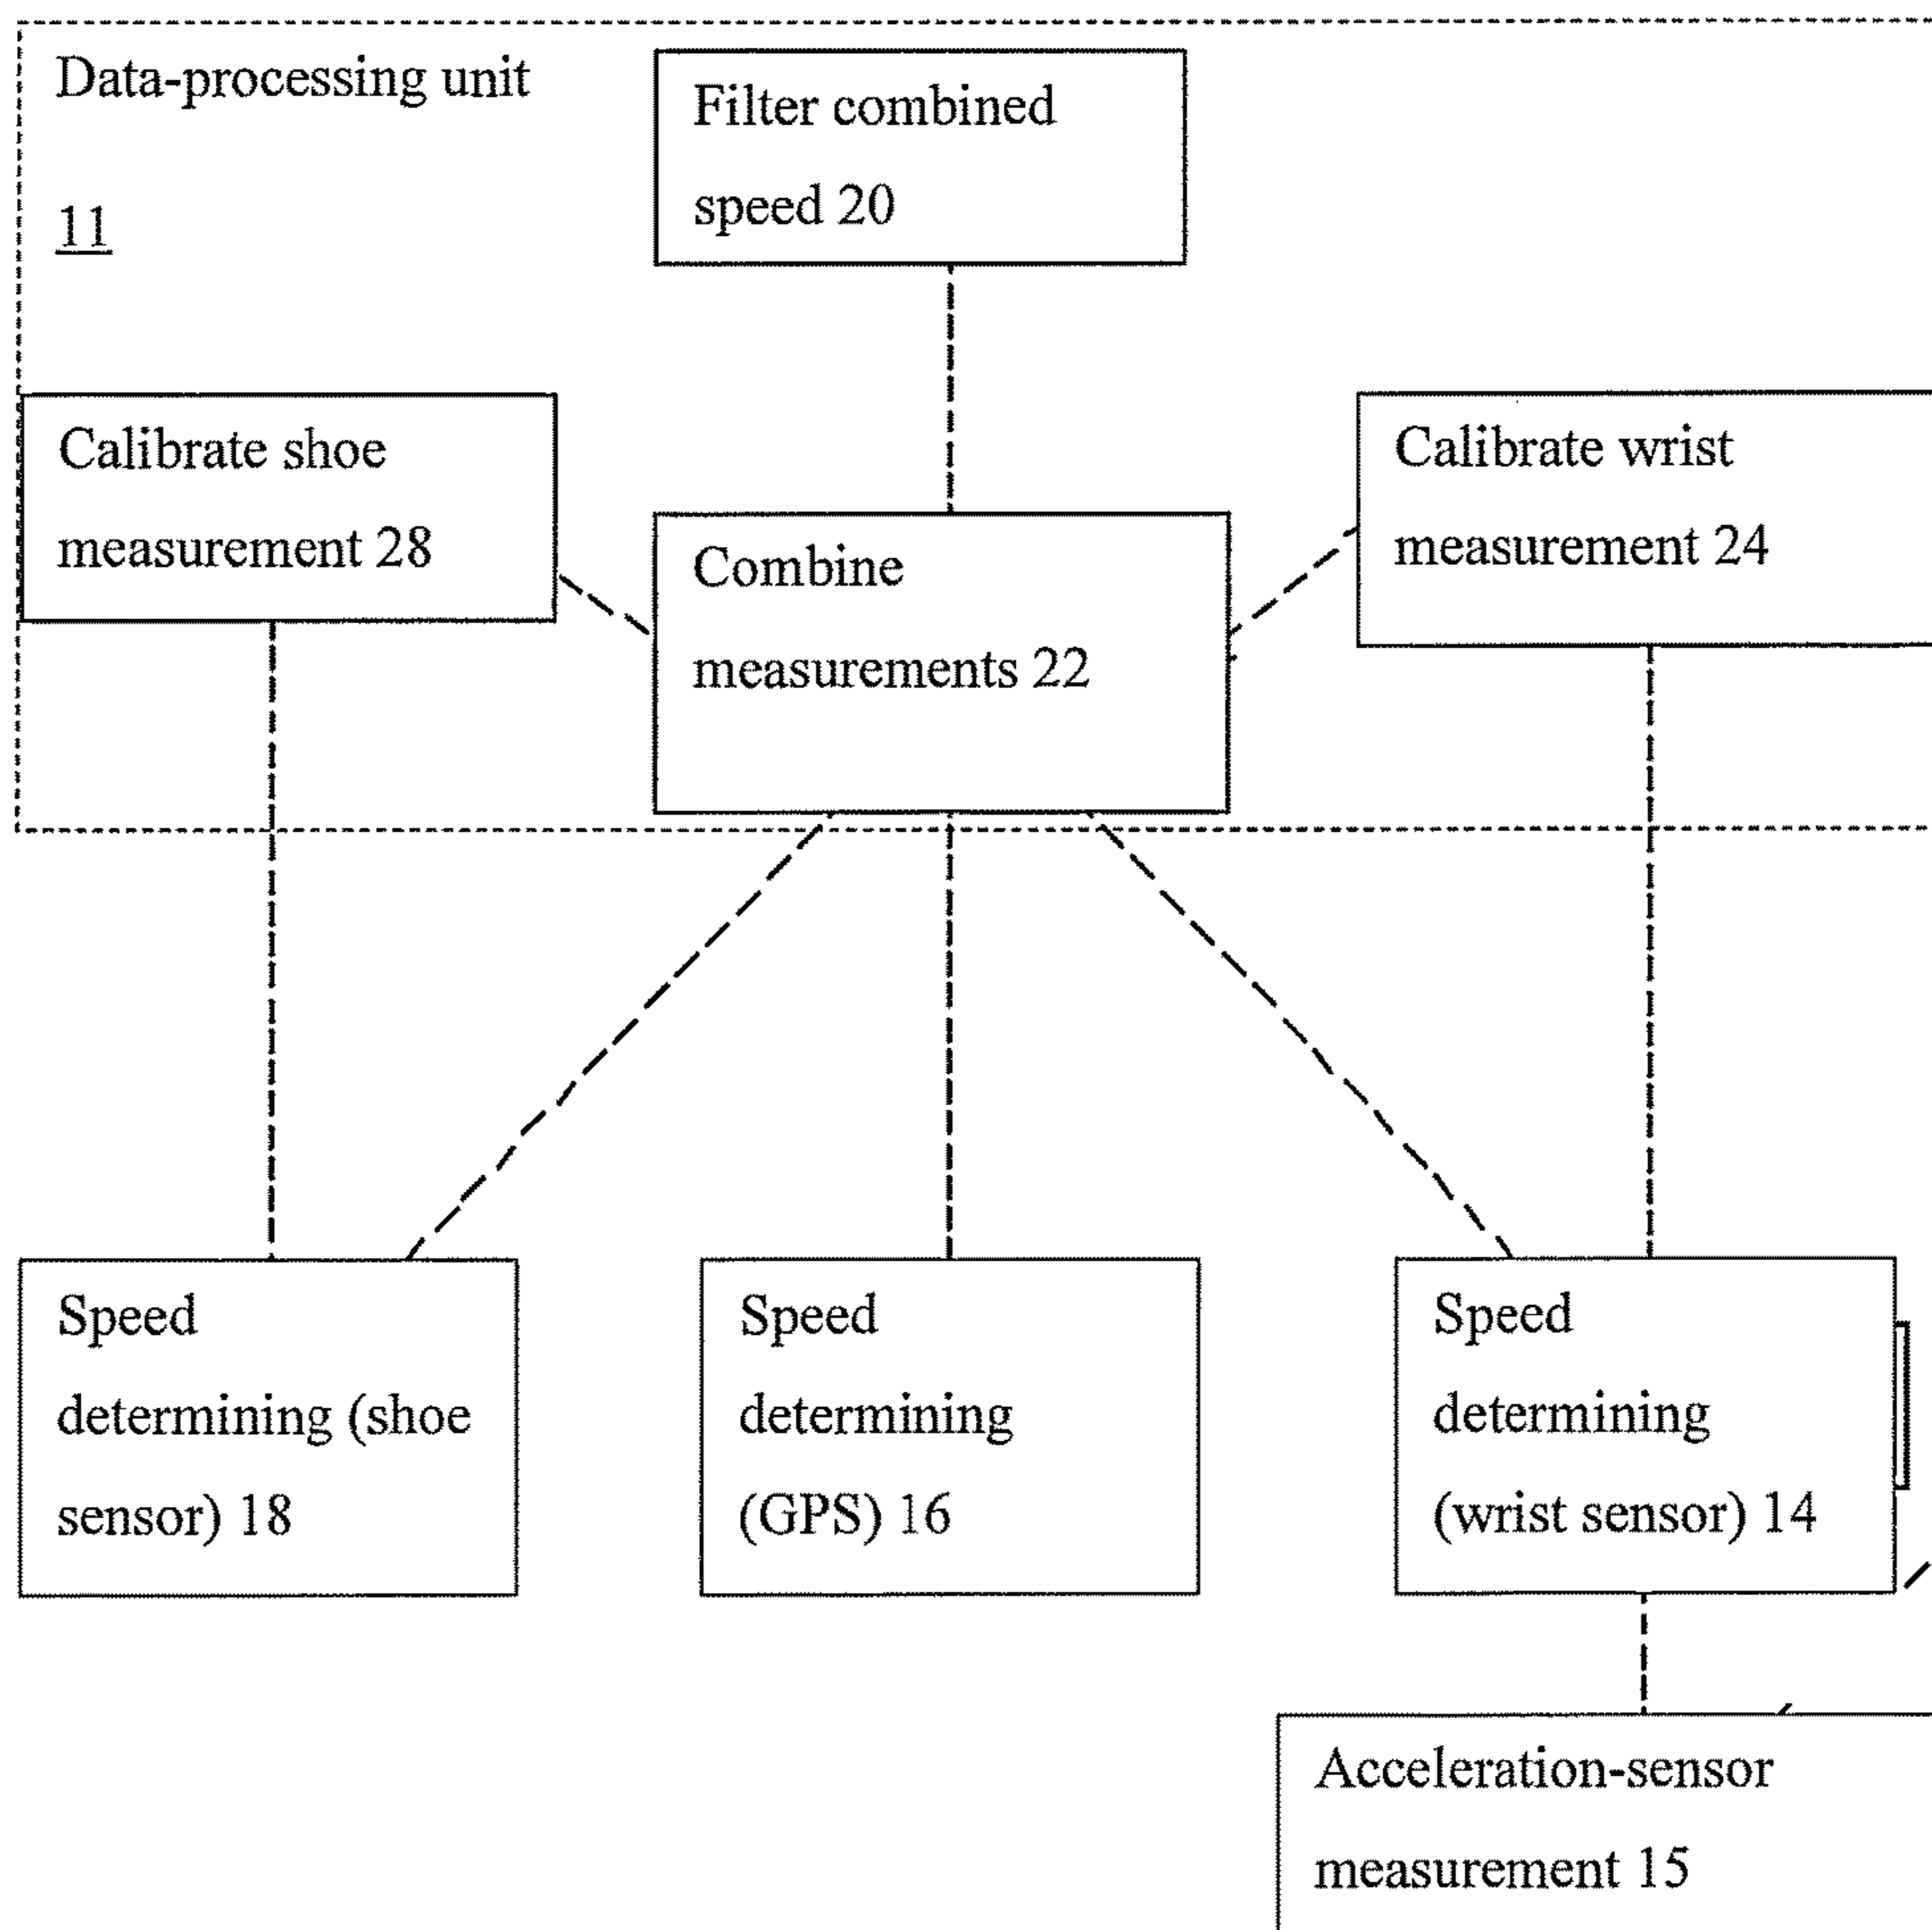 Data-processing unit
11
Filter combined
speed 20
Calibrate shoe
measurement 28
Combine
measurements 22
Calibrate wrist
measurement 24
Speed
determining (shoe
sensor) 18
Speed
determining
(GPS) 16
Speed
determining
(wrist sensor) 14
Acceleration-sensor
measurement 15